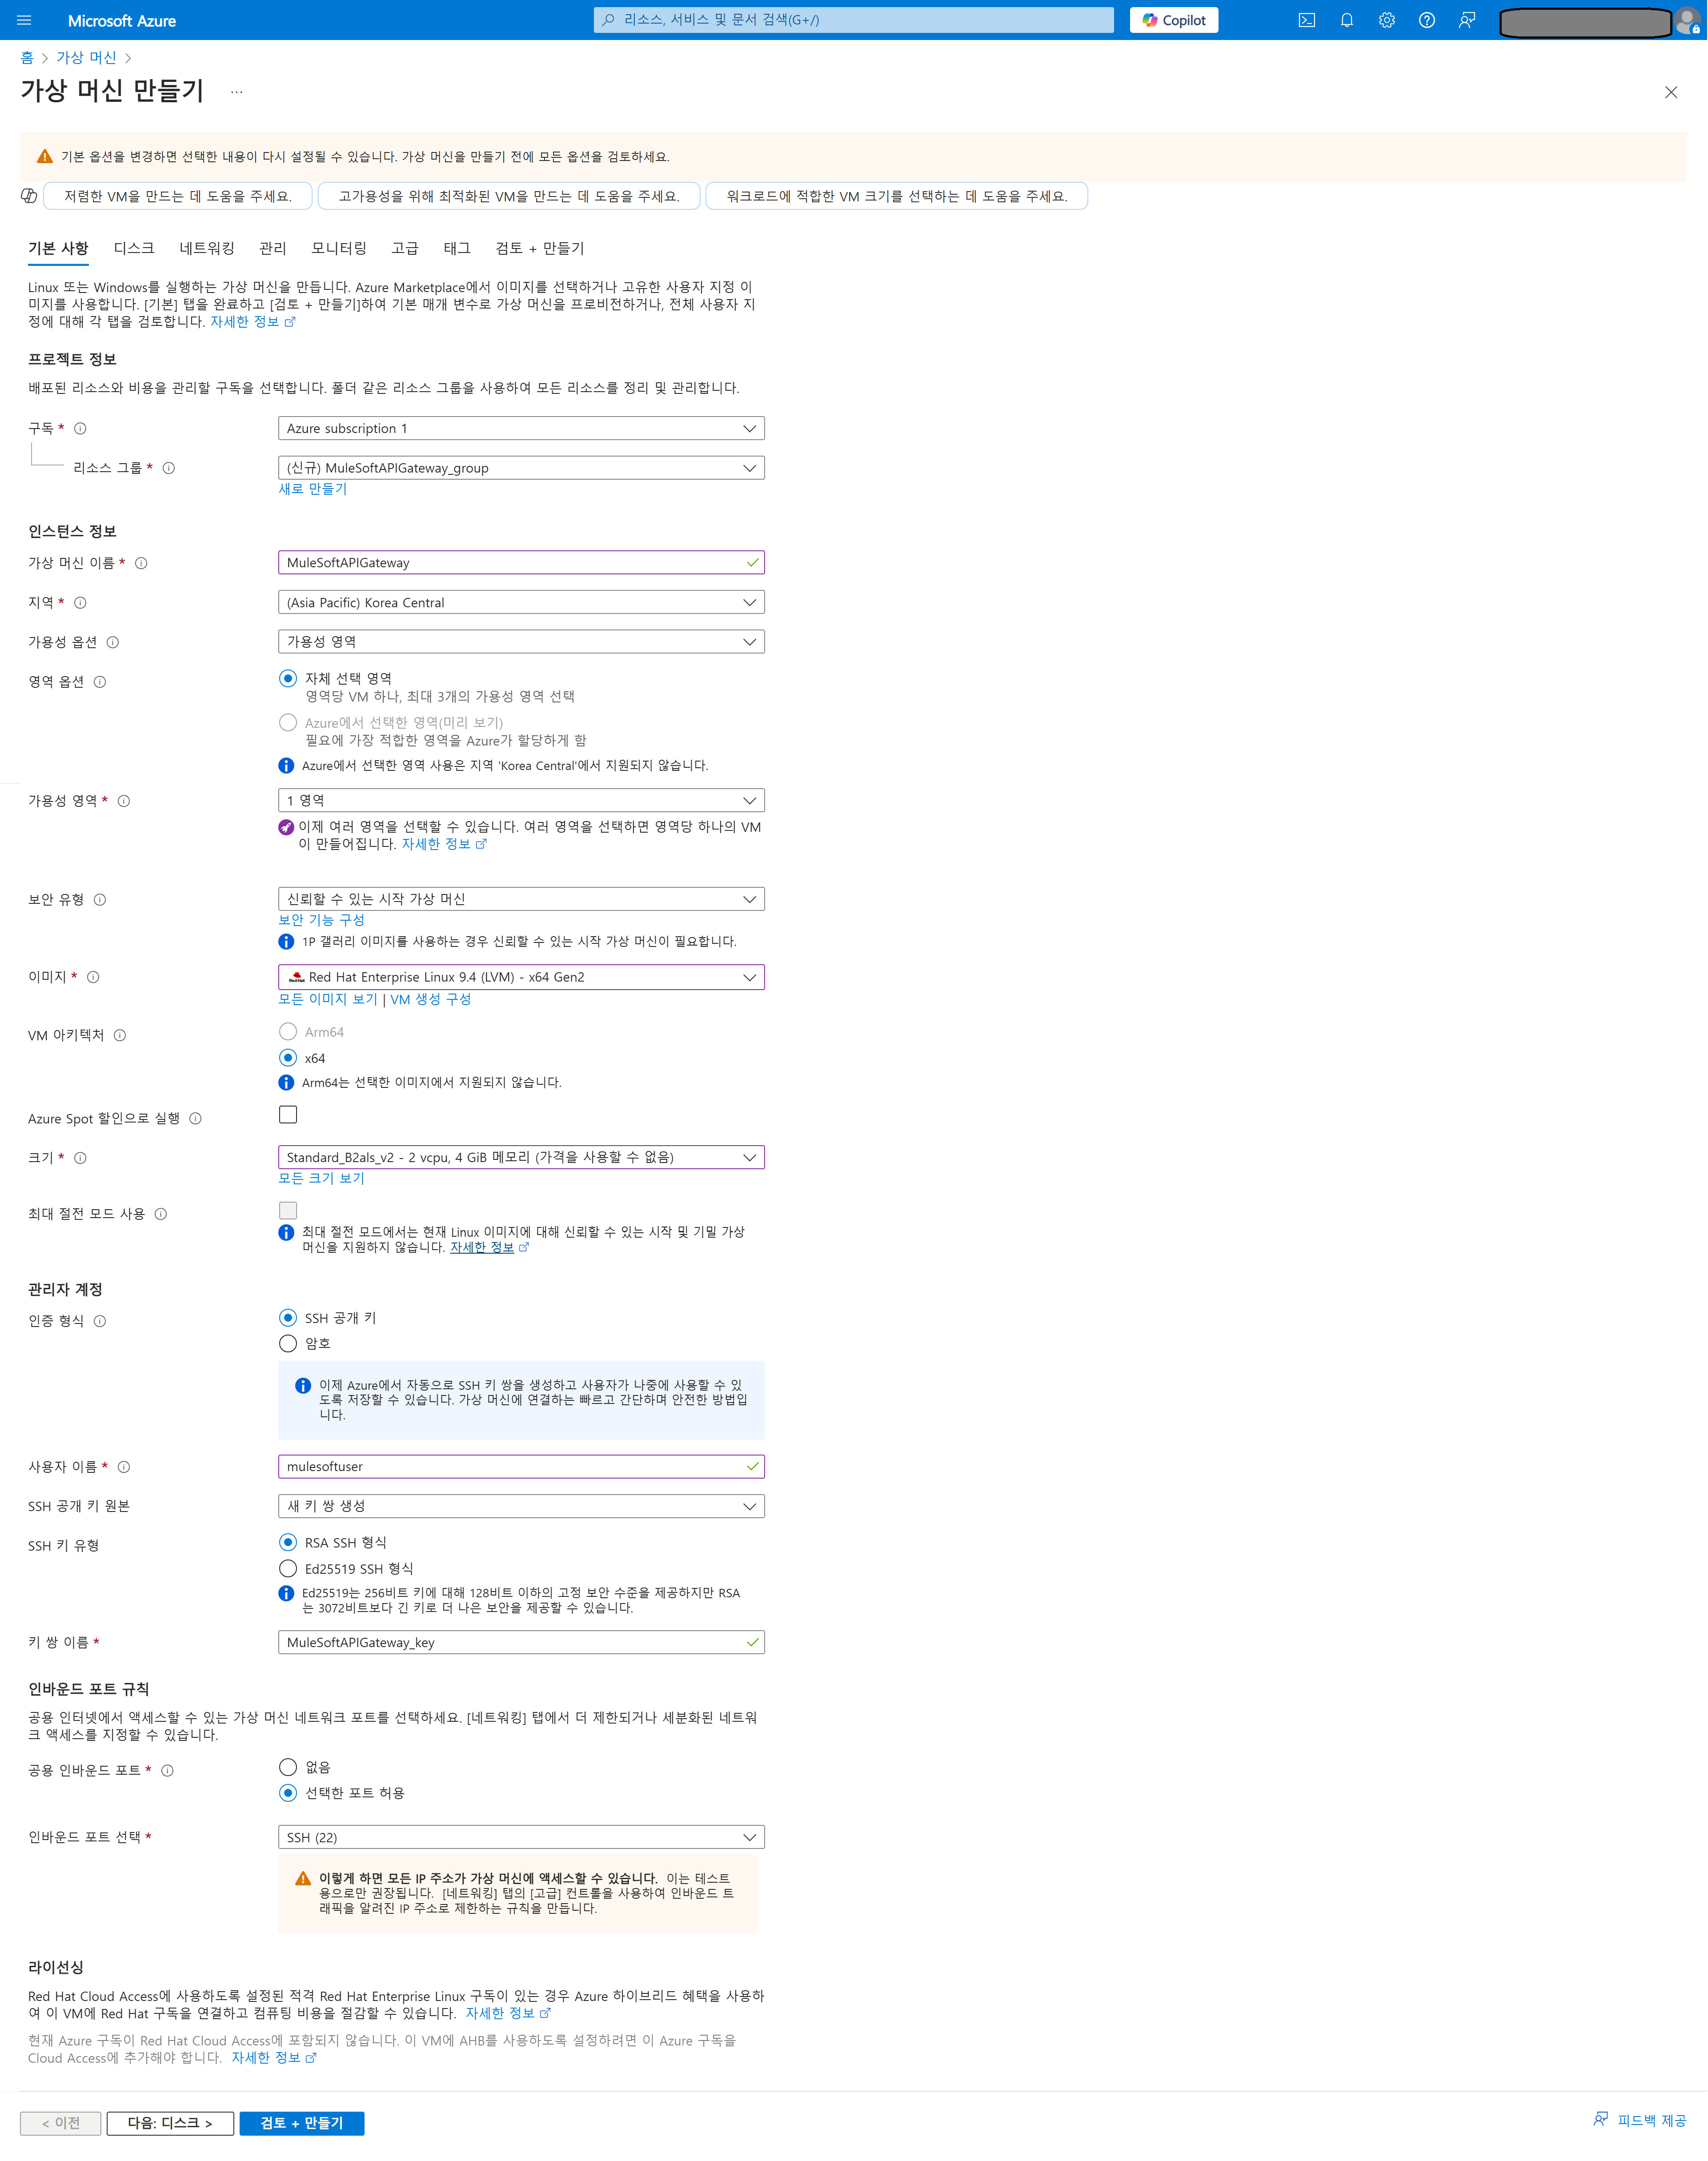 Microsoft Azure
리소스, 서비스 및 문서 검색(G+/)
Copilot
홈 > 가상 머신 >
가상 머신 만들기 ...
기본 옵션을 변경하면 선택한 내용이 다시 설정될 수 있습니다. 가상 머신을 만들기 전에 모든 옵션을 검토하세요.
저렴한 VM을 만드는 데 도움을 주세요.
고가용성을 위해 최적화된 VM을 만드는 데 도움을 주세요.
워크로드에 적합한 VM 크기를 선택하는 데 도움을 주세요.
기본 사항 디스크 네트워킹 관리 모니터링 고급 태그 검토 + 만들기
Linux 또는 Windows를 실행하는 가상 머신을 만듭니다. Azure Marketplace에서 이미지를 선택하거나 고유한 사용자 지정 이
미지를 사용합니다. [기본] 탭을 완료하고 [검토 + 만들기]하여 기본 매개 변수로 가상 머신을 프로비전하거나, 전체 사용자 지
정에 대해 각 탭을 검토합니다. 자세한 정보
프로젝트 정보
배포된 리소스와 비용을 관리할 구독을 선택합니다. 폴더 같은 리소스 그룹을 사용하여 모든 리소스를 정리 및 관리합니다.
구독 *
Azure subscription 1
리소스 그룹 *
(신규) MuleSoftAPIGateway_group
새로 만들기
인스턴스 정보
가상 머신 이름 *
MuleSoftAPIGateway
지역 *
(Asia Pacific) Korea Central
가용성 옵션
가용성 영역
영역 옵션
자체 선택 영역
영역당 VM 하나, 최대 3개의 가용성 영역 선택
Azure에서 선택한 영역(미리 보기)
필요에 가장 적합한 영역을 Azure가 할당하게 함
Azure에서 선택한 영역 사용은 지역 'Korea Central'에서 지원되지 않습니다.
가용성 영역 *
1 영역
이제 여러 영역을 선택할 수 있습니다. 여러 영역을 선택하면 영역당 하나의 VM
이 만들어집니다. 자세한 정보
보안 유형
신뢰할 수 있는 시작 가상 머신
보안 기능 구성
1P 갤러리 이미지를 사용하는 경우 신뢰할 수 있는 시작 가상 머신이 필요합니다.
이미지 *
Red Hat Red Hat Enterprise Linux 9.4 (LVM) - x64 Gen2
모든 이미지 보기 | VM 생성 구성
VM 아키텍처
Arm64
x64
Arm64는 선택한 이미지에서 지원되지 않습니다.
Azure Spot 할인으로 실행
크기 *
Standard_B2als_v2 - 2 vcpu, 4 GiB 메모리 (가격을 사용할 수 없음)
모든 크기 보기
최대 절전 모드 사용
최대 절전 모드에서는 현재 Linux 이미지에 대해 신뢰할 수 있는 시작 및 기밀 가상
머신을 지원하지 않습니다. 자세한 정보
관리자 계정
인증 형식
SSH 공개 키
암호
이제 Azure에서 자동으로 SSH 키 쌍을 생성하고 사용자가 나중에 사용할 수 있
도록 저장할 수 있습니다. 가상 머신에 연결하는 빠르고 간단하며 안전한 방법입
니다.
사용자 이름 *
mulesoftuser
SSH 공개 키 원본
새 키 쌍 생성
SSH 키 유형
RSA SSH 형식
Ed25519 SSH 형식
Ed25519는 256비트 키에 대해 128비트 이하의 고정 보안 수준을 제공하지만 RSA
는 3072비트보다 긴 키로 더 나은 보안을 제공할 수 있습니다.
키 쌍 이름 *
MuleSoftAPIGateway_key
인바운드 포트 규칙
공용 인터넷에서 액세스할 수 있는 가상 머신 네트워크 포트를 선택하세요. [네트워킹] 탭에서 더 제한되거나 세분화된 네트워
크 액세스를 지정할 수 있습니다.
공용 인바운드 포트 *
없음
선택한 포트 허용
인바운드 포트 선택 *
SSH (22)
이렇게 하면 모든 IP 주소가 가상 머신에 액세스할 수 있습니다. 이는 테스트
용으로만 권장됩니다. [네트워킹] 탭의 [고급] 컨트롤을 사용하여 인바운드 트
래픽을 알려진 IP 주소로 제한하는 규칙을 만듭니다.
라이선싱
Red Hat Cloud Access에 사용하도록 설정된 적격 Red Hat Enterprise Linux 구독이 있는 경우 Azure 하이브리드 혜택을 사용하
여 이 VM에 Red Hat 구독을 연결하고 컴퓨팅 비용을 절감할 수 있습니다. 자세한 정보
현재 Azure 구독이 Red Hat Cloud Access에 포함되지 않습니다. 이 VM에 AHB를 사용하도록 설정하려면 이 Azure 구독을
Cloud Access에 추가해야 합니다. 자세한 정보
< 이전
다음: 디스크 >
검토 + 만들기
피드백 제공